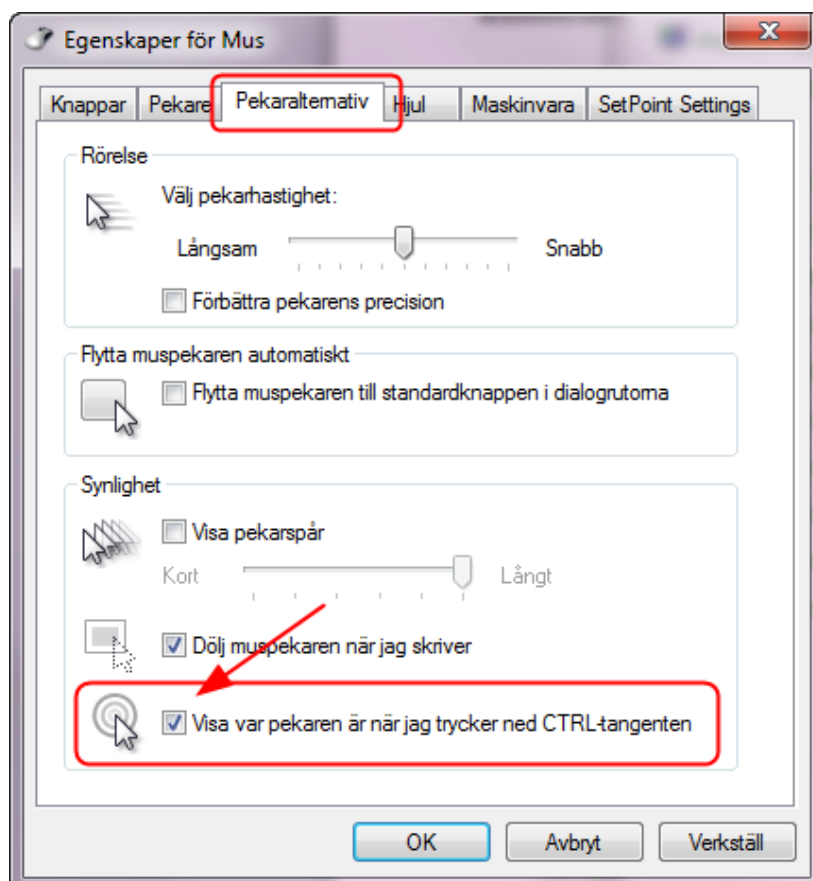 Egenskaper för Mus
Knappar Pekare Pekaralternativ Hjul Maskinvara SetPoint Settings
Rörelse
Välj pekarhastighet:
Långsam Snabb
Förbättra pekarens precision
Flytta muspekaren automatiskt
Flytta muspekaren till standardknappen i dialogrutorna
Synlighet
Visa pekarspår
Kort Långt
Dölj muspekaren när jag skriver
Visa var pekaren är när jag trycker ned CTRL-tangenten
OK Avbryt Verkställ